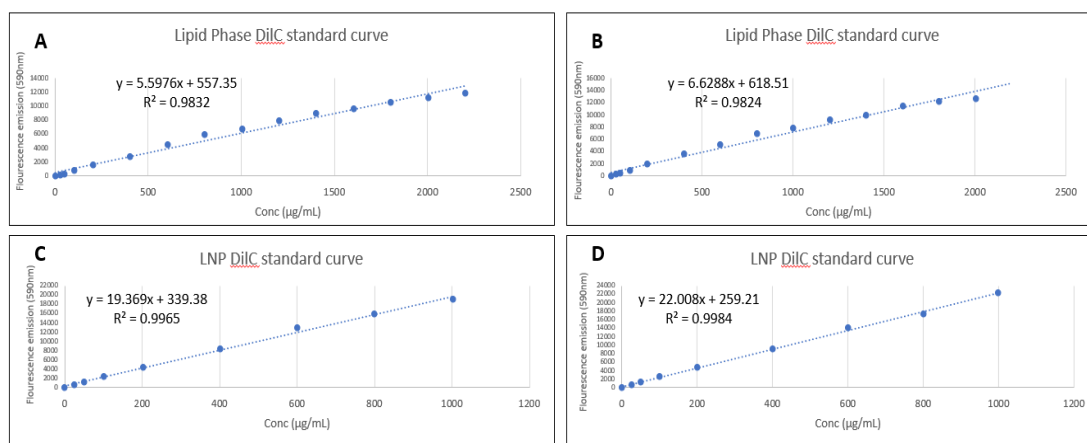 A
Lipid Phase DilC standard curve
y = 5.5976x + 557.35
R² = 0.9832
Flourescence emission (590nm)
14000
12000
10000
8000
6000
4000
2000
0
0 500 1000 1500 2000 2500
Conc (µg/mL)
B
Lipid Phase DilC standard curve
y = 6.6288x + 618.51
R² = 0.9824
Flourescence emission (590nm)
16000
14000
12000
10000
8000
6000
4000
2000
0
0 500 1000 1500 2000 2500
Conc (µg/mL)
C
LNP DilC standard curve
y = 19.369x + 339.38
R² = 0.9965
Flourescence emission (590nm)
22000
20000
18000
16000
14000
12000
10000
8000
6000
4000
2000
0
0 200 400 600 800 1000 1200
Conc (µg/mL)
D
LNP DilC standard curve
y = 22.008x + 259.21
R² = 0.9984
Flourescence emission (590nm)
24000
22000
20000
18000
16000
14000
12000
10000
8000
6000
4000
2000
0
0 200 400 600 800 1000 1200
Conc (µg/mL)